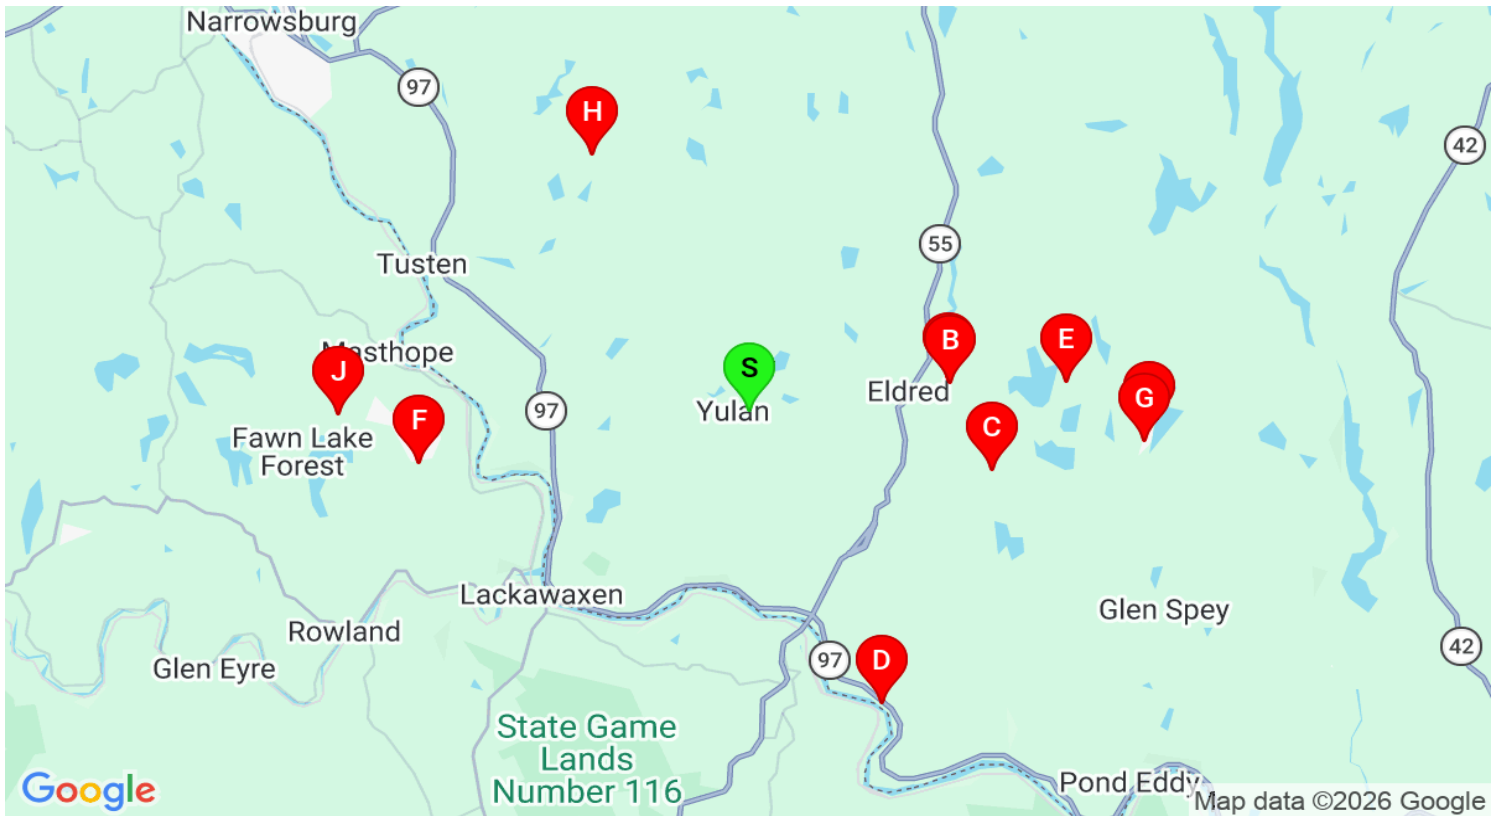 Narrowsburg
97
H
42
55
Tusten
Masthope
J
S
B
E
Eldred
Yulan
97
G
F
C
Fawn Lake
Forest
Lackawaxen
Rowland
Glen Spey
Glen Eyre
97
D
42
State Game
Lands
Number 116
Pond Eddy
Google
Map data ©2026 Google